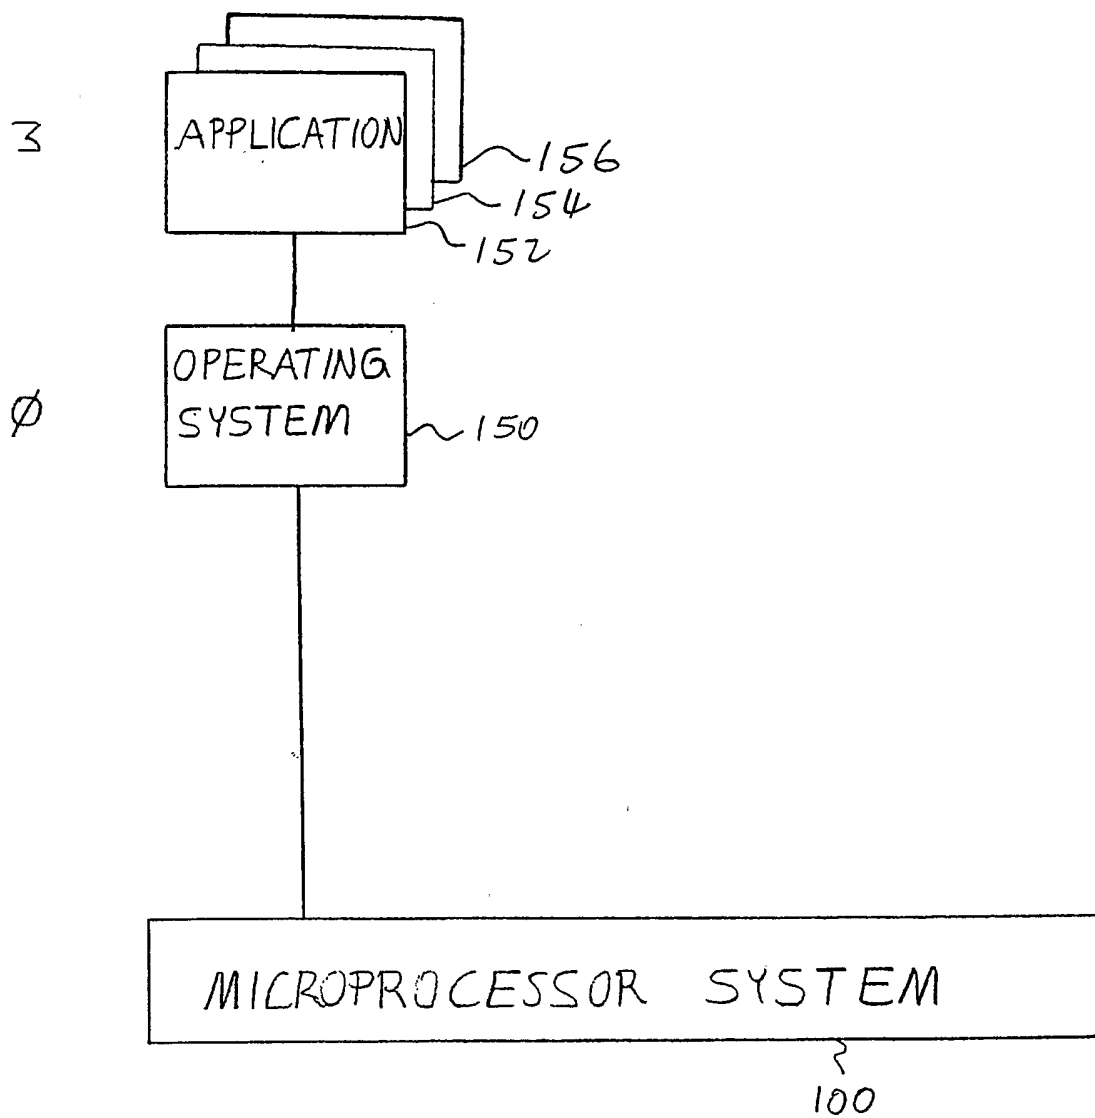 3
APPLICATION
156
154
152
OPERATING
SYSTEM
Ø
150
MICROPROCESSOR SYSTEM
100